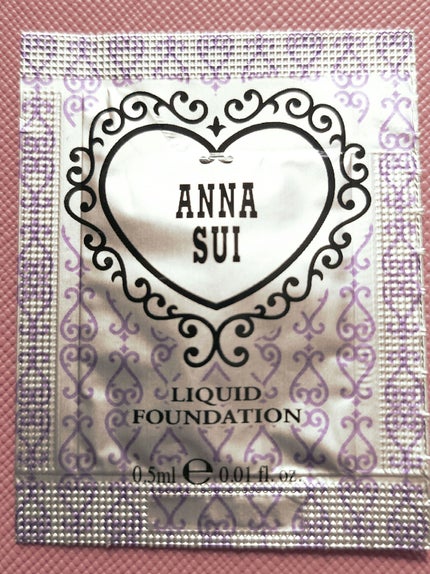 ANNA
SUI
LIQUID
FOUNDATION
0.5ml ℮ 0.01 fl. oz.